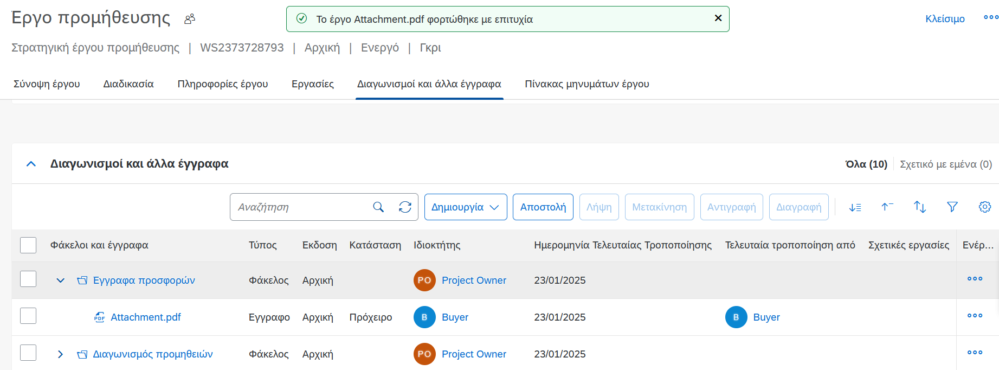 Έργο προμήθευσης
Το έργο Attachment.pdf φορτώθηκε με επιτυχία
Κλείσιμο
Στρατηγική έργου προμήθευσης | WS2373728793 | Αρχική | Ενεργό | Γκρι
Σύνοψη έργου Διαδικασία Πληροφορίες έργου Εργασίες Διαγωνισμοί και άλλα έγγραφα Πίνακας μηνυμάτων έργου
Διαγωνισμοί και άλλα έγγραφα
Όλα (10) | Σχετικό με εμένα (0)
Αναζήτηση Δημιουργία Αποστολή Λήψη Μετακίνηση Αντιγραφή Διαγραφή
Φάκελοι και έγγραφα Τύπος Εκδοση Κατάσταση Ιδιοκτήτης Ημερομηνία Τελευταίας Τροποποίησης Τελευταία τροποποίηση από Σχετικές εργασίες Ενέρ...
Εγγραφα προσφορών Φάκελος Αρχική PO Project Owner 23/01/2025
PDF Attachment.pdf Εγγραφο Αρχική Πρόχειρο B Buyer 23/01/2025 B Buyer
Διαγωνισμός προμηθειών Φάκελος Αρχική PO Project Owner 23/01/2025